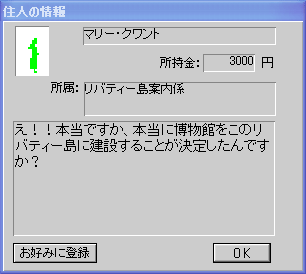 住人の情報
マリー・クワント
所持金: 3000 円
所属: リバティー島案内係
え!!本当ですか、本当に博物館をこのリ
バティー島に建設することが決定したんです
か?
お好みに登録
OK